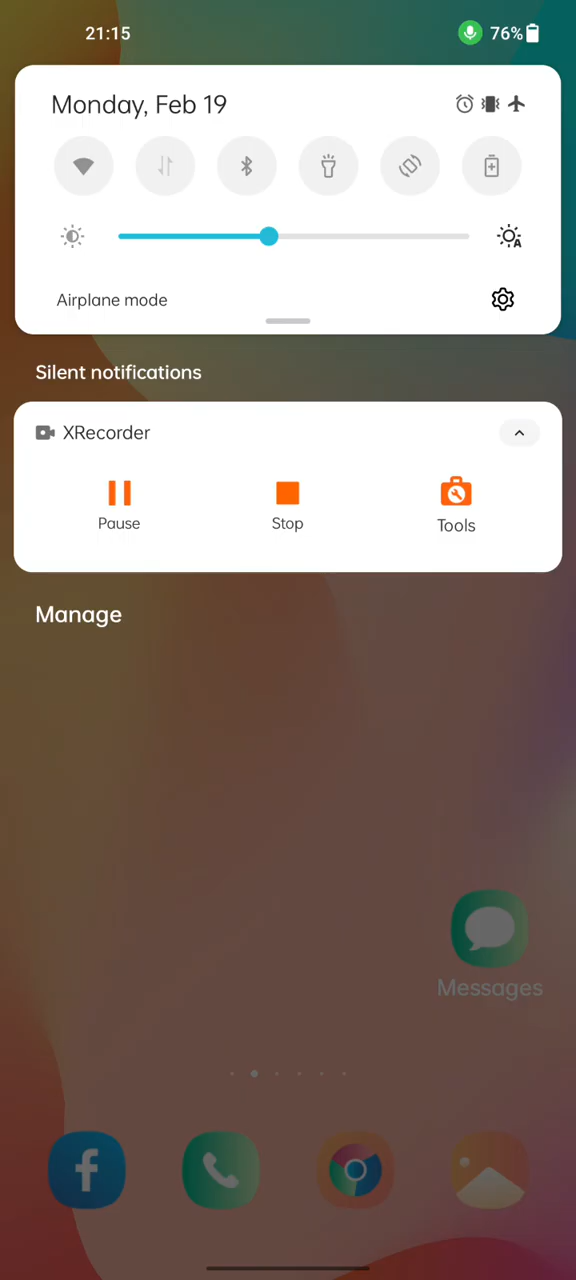 21:15
76%
Monday, Feb 19
Airplane mode
Silent notifications
XRecorder
Pause
Stop
Tools
Manage
Messages